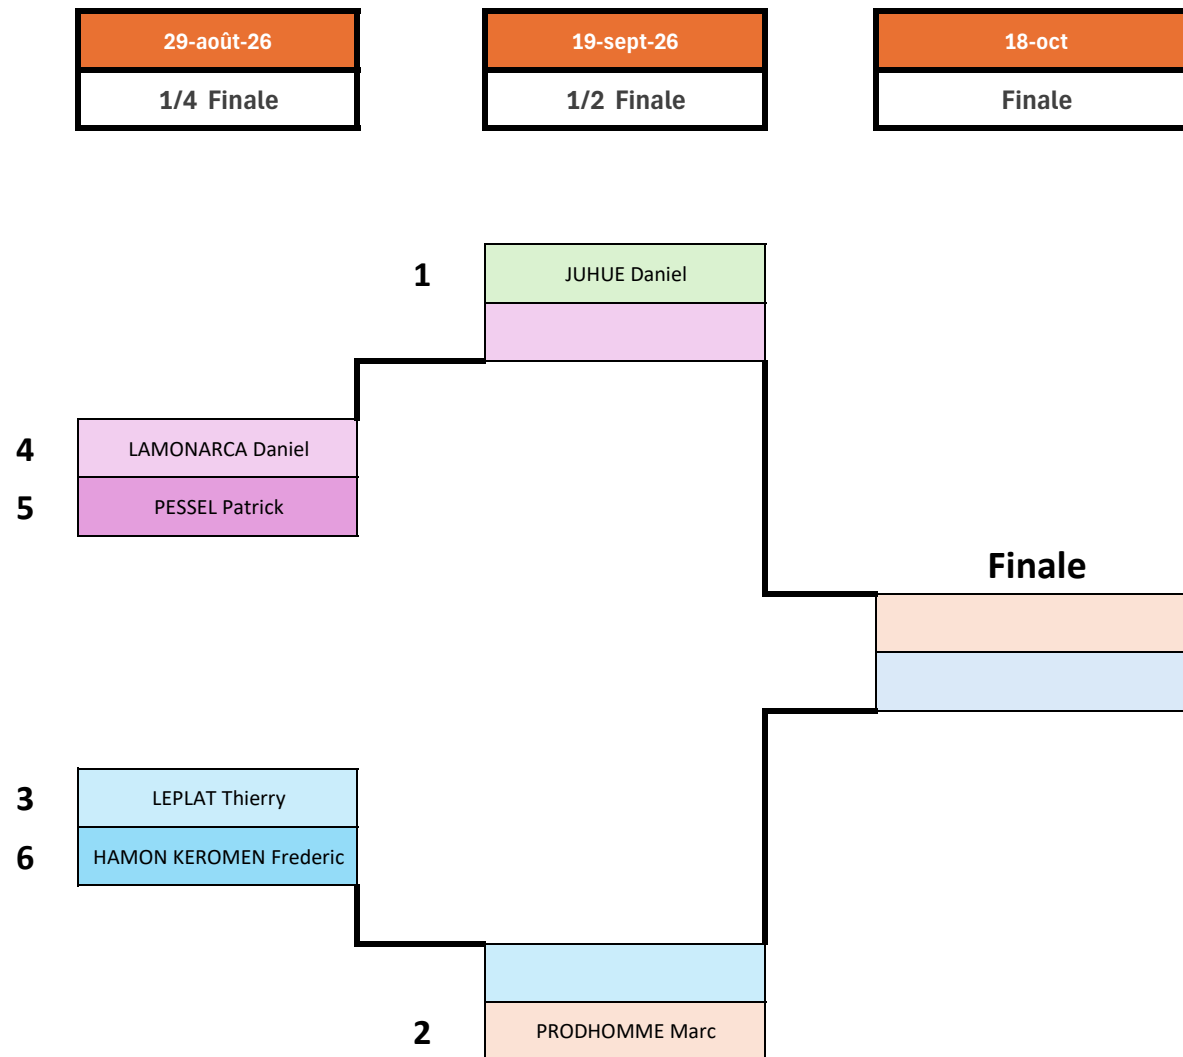 29-août-26 19-sept-26 18-oct
1/4 Finale 1/2 Finale Finale
1 JUHUE Daniel
4 LAMONARCA Daniel
5 PESSEL Patrick
Finale
3 LEPLAT Thierry
6 HAMON KEROMEN Frederic
2 PRODHOMME Marc